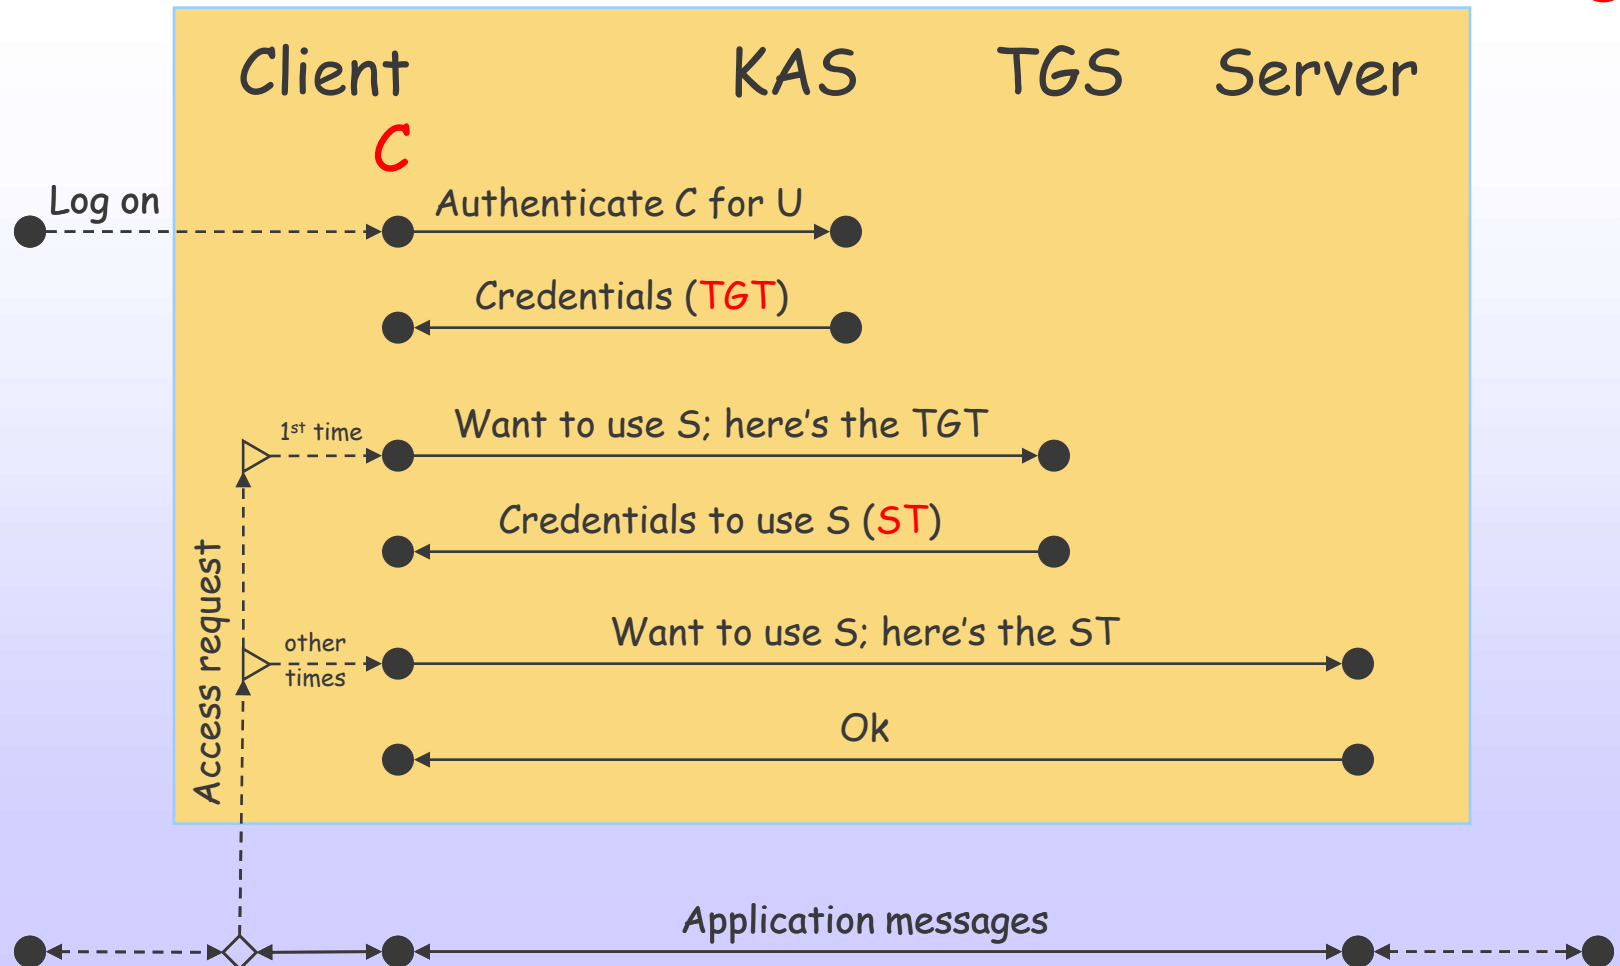 Client KAS TGS Server
C
Log on
Authenticate C for U
Credentials (TGT)
1st time
Want to use S; here's the TGT
Credentials to use S (ST)
Access request
other
times
Want to use S; here's the ST
Ok
Application messages